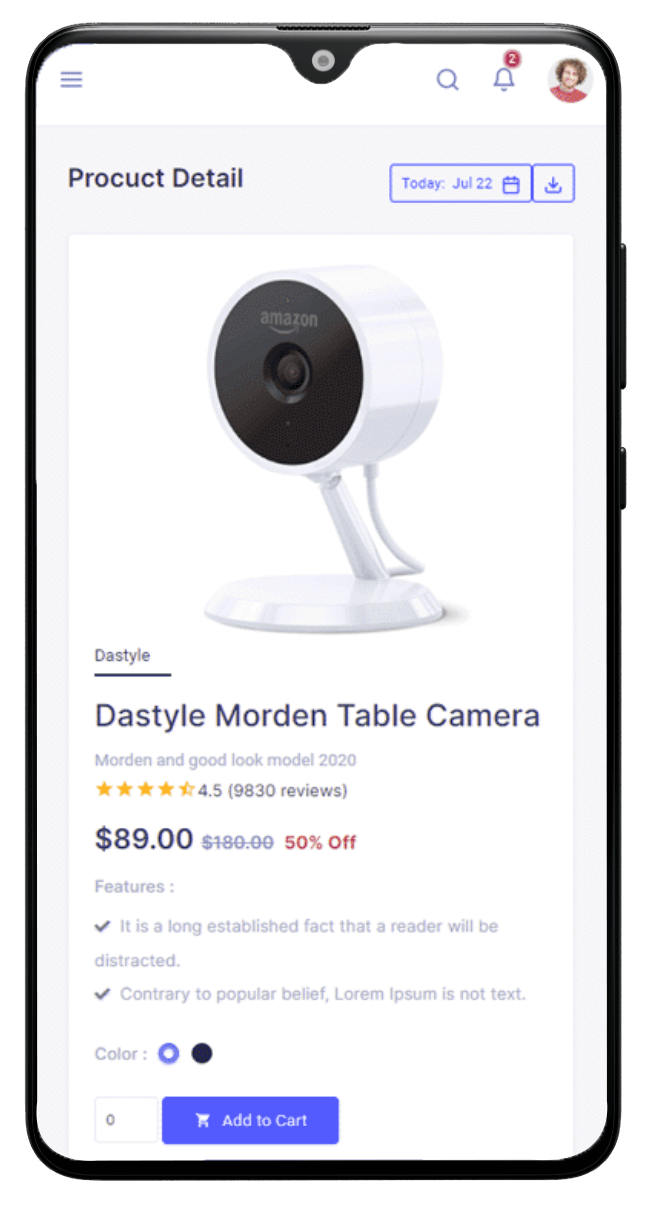 2
Procuct Detail
Today: Jul 22
amazon
Dastyle
Dastyle Morden Table Camera
Morden and good look model 2020
4.5 (9830 reviews)
$89.00 $180.00 50% Off
Features :
It is a long established fact that a reader will be
distracted.
Contrary to popular belief, Lorem Ipsum is not text.
Color :
0 Add to Cart